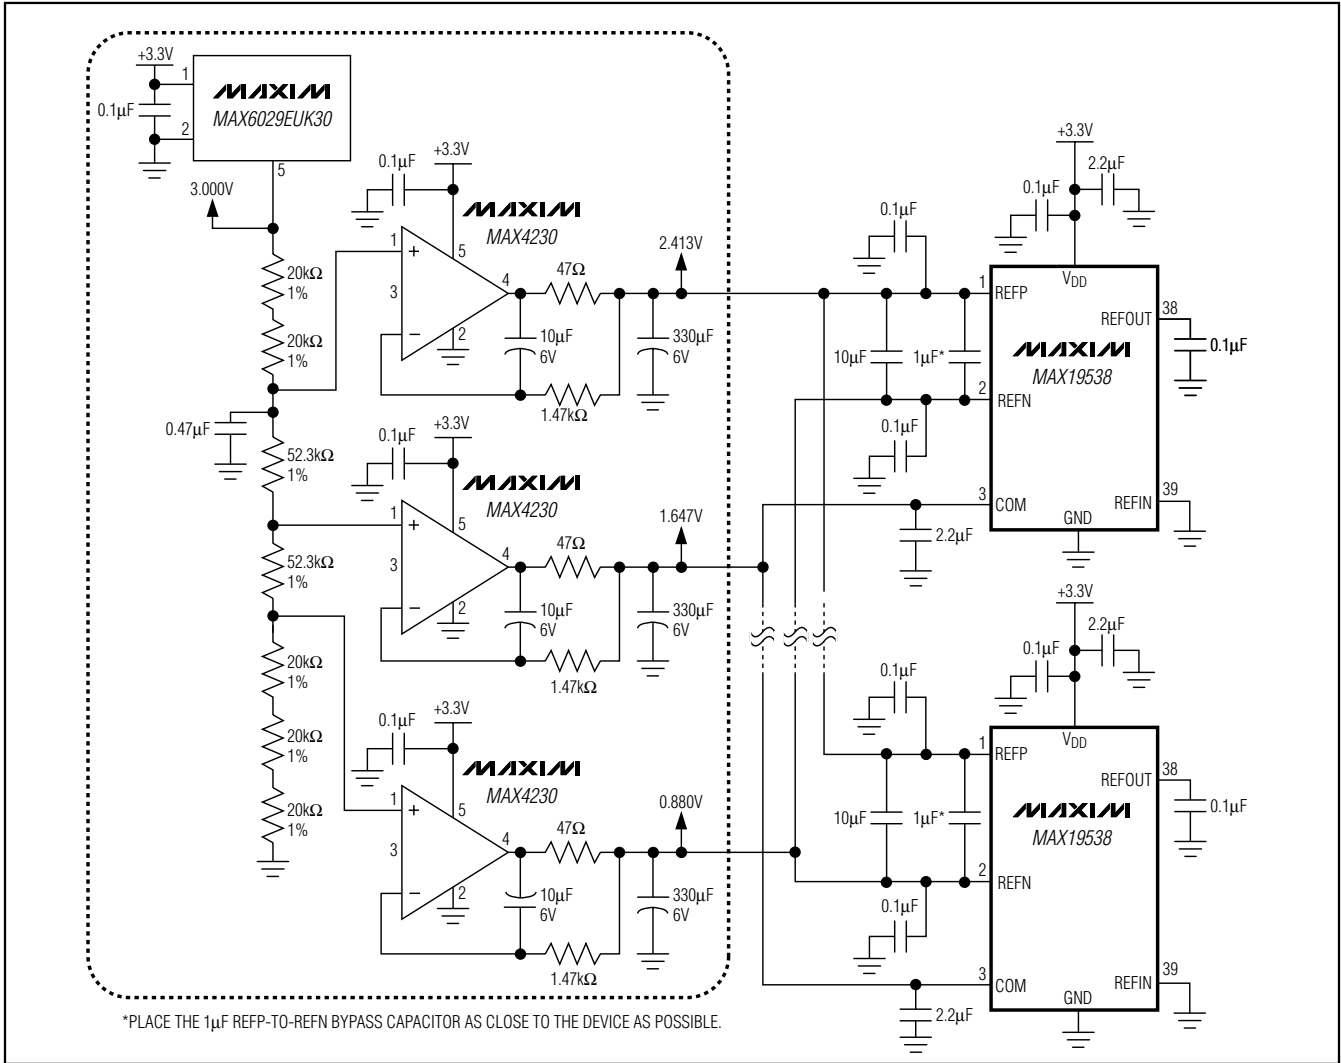 +3.3V
1
MAXIM
MAX6029EUK30
0.1µF
2
5
3.000V
20kΩ
1%
20kΩ
1%
0.47µF
52.3kΩ
1%
52.3kΩ
1%
20kΩ
1%
20kΩ
1%
20kΩ
1%
+3.3V
0.1µF
MAXIM
MAX4230
1
+
5
3
4
−
2
47Ω
10µF
6V
1.47kΩ
2.413V
330µF
6V
+3.3V
0.1µF
MAXIM
MAX4230
1
+
5
3
4
−
2
47Ω
10µF
6V
1.47kΩ
1.647V
330µF
6V
+3.3V
0.1µF
MAXIM
MAX4230
1
+
5
3
4
−
2
47Ω
10µF
6V
1.47kΩ
0.880V
330µF
6V
+3.3V
2.2µF
0.1µF
0.1µF
1
REFP
VDD
38
REFOUT
0.1µF
10µF
1µF*
MAXIM
MAX19538
2
REFN
0.1µF
3
COM
39
REFIN
GND
2.2µF
+3.3V
2.2µF
0.1µF
0.1µF
1
REFP
VDD
38
REFOUT
0.1µF
10µF
1µF*
MAXIM
MAX19538
2
REFN
0.1µF
3
COM
39
REFIN
GND
2.2µF
*PLACE THE 1µF REFP-TO-REFN BYPASS CAPACITOR AS CLOSE TO THE DEVICE AS POSSIBLE.